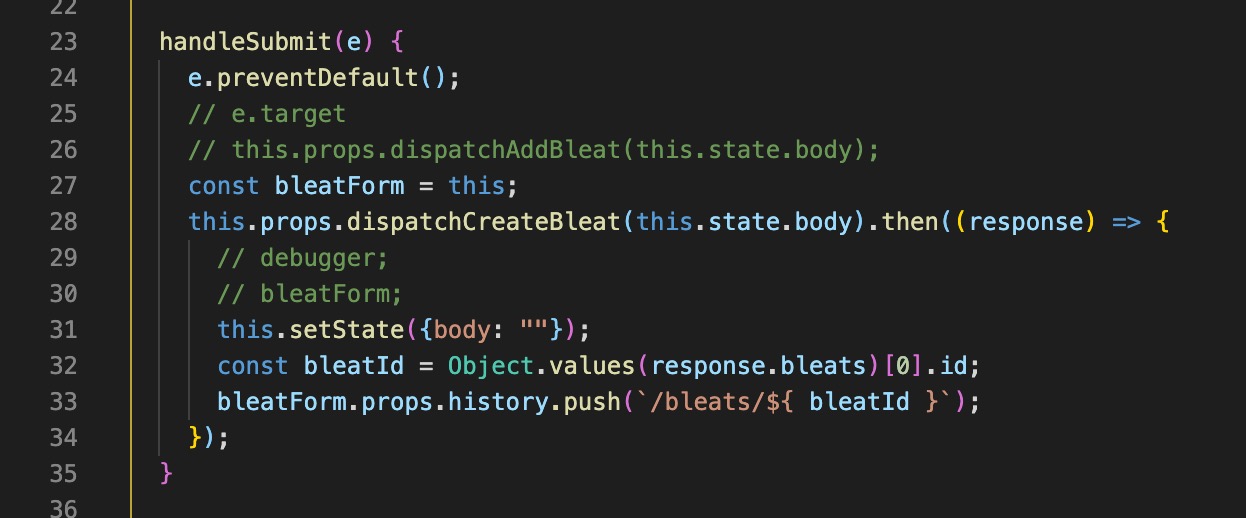 22
23 handleSubmit(e) {
24 e.preventDefault();
25 // e.target
26 // this.props.dispatchAddBleat(this.state.body);
27 const bleatForm = this;
28 this.props.dispatchCreateBleat(this.state.body).then((response) => {
29 // debugger;
30 // bleatForm;
31 this.setState({body: ""});
32 const bleatId = Object.values(response.bleats)[0].id;
33 bleatForm.props.history.push(`/bleats/${ bleatId }`);
34 });
35 }
36